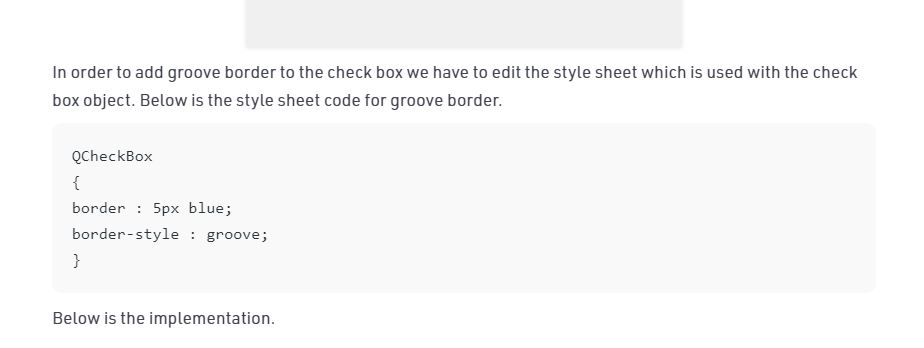 In order to add groove border to the check box we have to edit the style sheet which is used with the check
box object. Below is the style sheet code for groove border.
QCheckBox
{
border : 5px blue;
border-style : groove;
}
Below is the implementation.